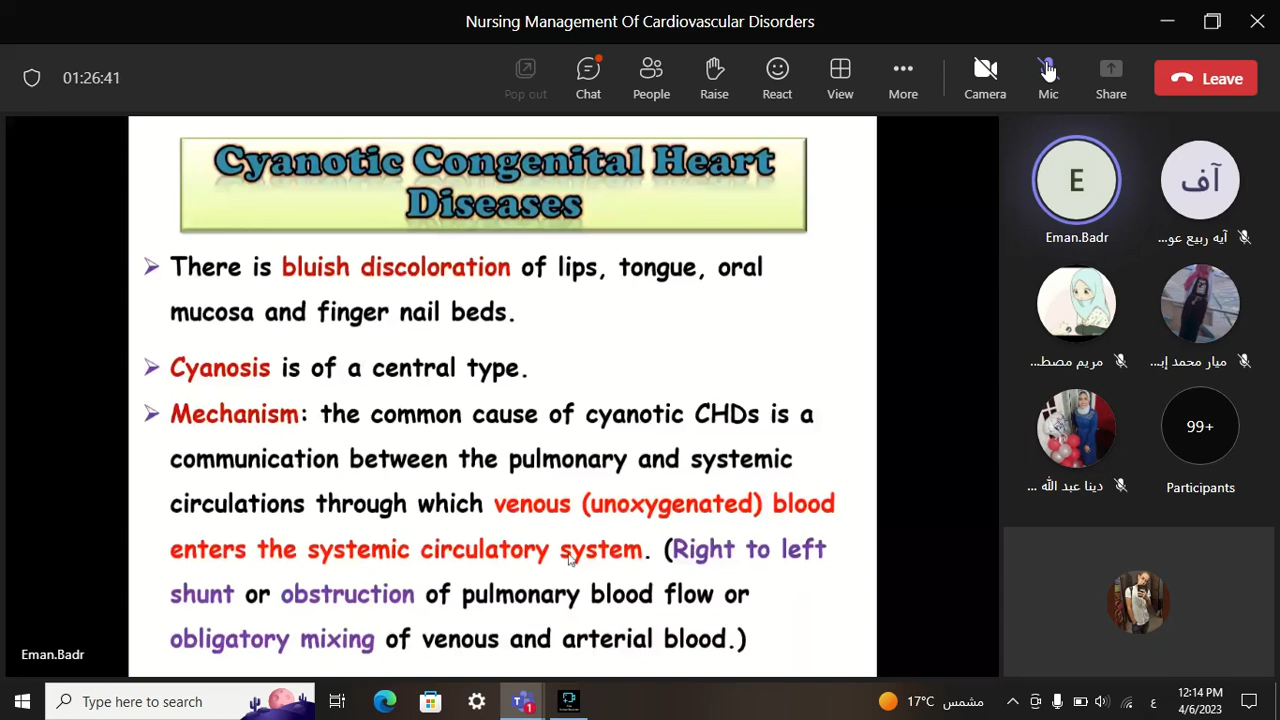 Nursing Management Of Cardiovascular Disorders
01:26:41
Pop out
Chat
People
Raise
React
View
More
Camera
Mic
Share
Leave
Cyanotic Congenital Heart
Diseases
There is bluish discoloration of lips, tongue, oral
mucosa and finger nail beds.
Cyanosis is of a central type.
Mechanism: the common cause of cyanotic CHDs is a
communication between the pulmonary and systemic
circulations through which venous (unoxygenated) blood
enters the systemic circulatory system. (Right to left
shunt or obstruction of pulmonary blood flow or
obligatory mixing of venous and arterial blood.)
Eman.Badr
E
Eman.Badr
آف
آيه ربيع عو...
مريم مصط...
ميار محمد إب...
دينا عبد الله
99+
Participants
Type here to search
1
17°C مشمس
ع
12:14 PM
4/6/2023